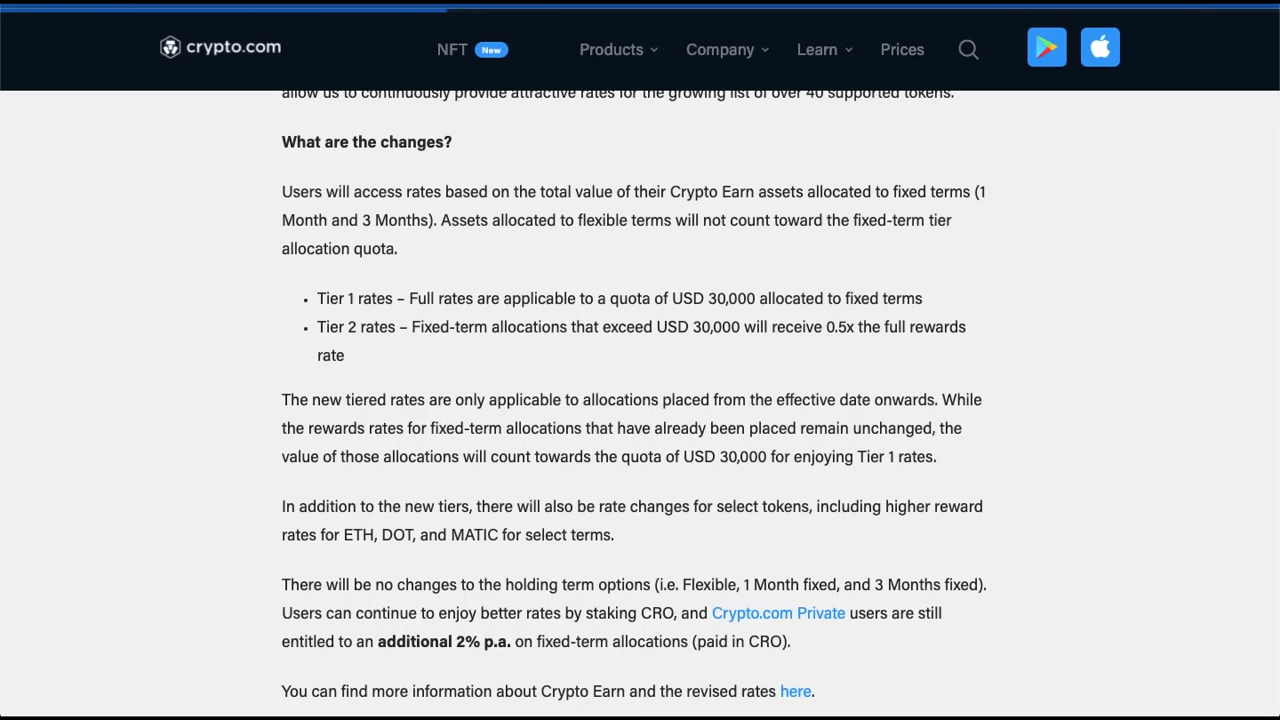 crypto.com
NFT New Products Company Learn Prices
allow us to continuously provide attractive rates for the growing list of over 40 supported tokens.
What are the changes?
Users will access rates based on the total value of their Crypto Earn assets allocated to fixed terms (1
Month and 3 Months). Assets allocated to flexible terms will not count toward the fixed-term tier
allocation quota.
• Tier 1 rates – Full rates are applicable to a quota of USD 30,000 allocated to fixed terms
• Tier 2 rates – Fixed-term allocations that exceed USD 30,000 will receive 0.5x the full rewards
rate
The new tiered rates are only applicable to allocations placed from the effective date onwards. While
the rewards rates for fixed-term allocations that have already been placed remain unchanged, the
value of those allocations will count towards the quota of USD 30,000 for enjoying Tier 1 rates.
In addition to the new tiers, there will also be rate changes for select tokens, including higher reward
rates for ETH, DOT, and MATIC for select terms.
There will be no changes to the holding term options (i.e. Flexible, 1 Month fixed, and 3 Months fixed).
Users can continue to enjoy better rates by staking CRO, and Crypto.com Private users are still
entitled to an additional 2% p.a. on fixed-term allocations (paid in CRO).
You can find more information about Crypto Earn and the revised rates here.